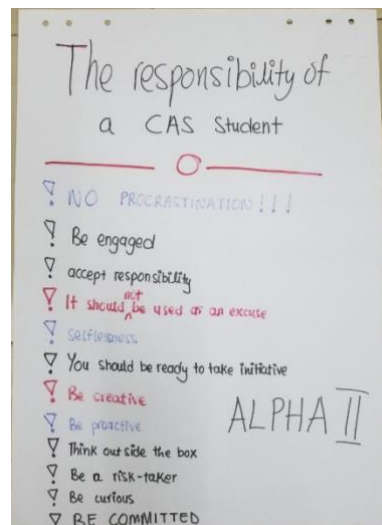 The responsibility of
a CAS Student
NO PROCRASTINATION!!!
Be engaged
accept responsibility
It should not be used as an excuse
selflessness
You should be ready to take initiative
Be creative
Be proactive
Think outside the box
Be a risk-taker
Be curious
BE COMMITTED
ALPHA II